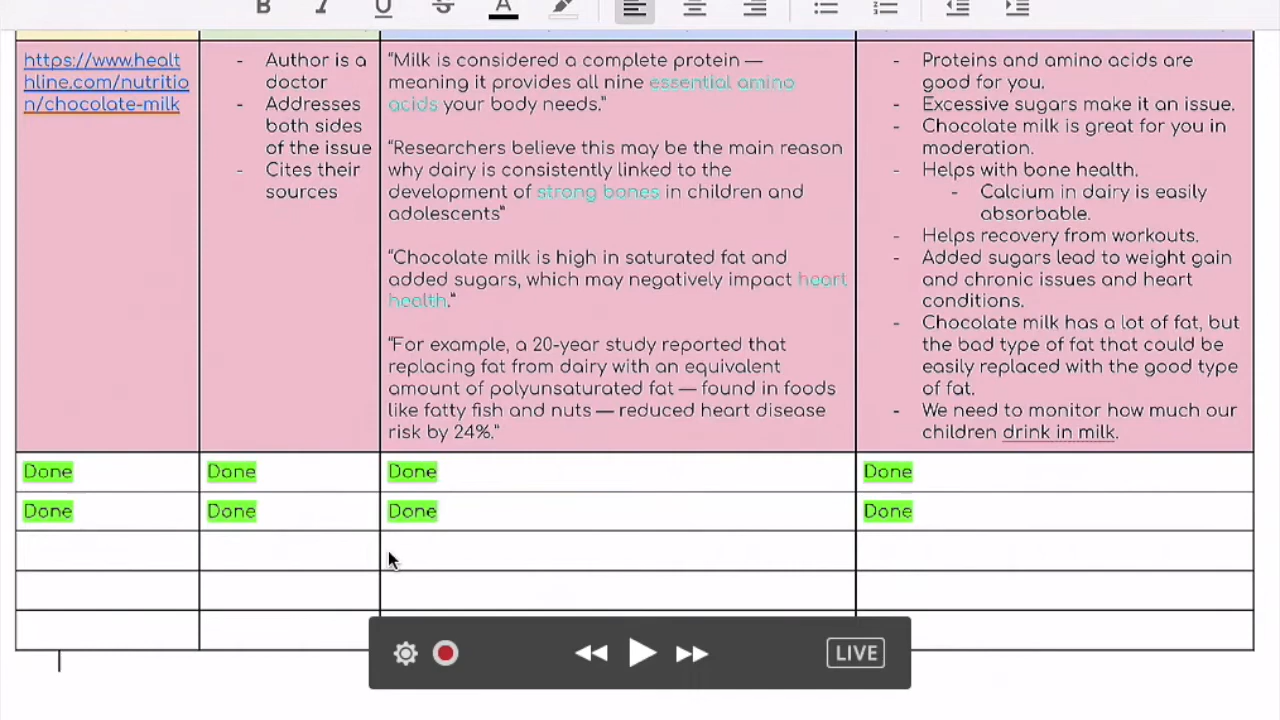 B I U S A
https://www.healt
hline.com/nutritio
n/chocolate-milk
- Author is a
doctor
- Addresses
both sides
of the issue
- Cites their
sources
“Milk is considered a complete protein —
meaning it provides all nine essential amino
acids your body needs.”
“Researchers believe this may be the main reason
why dairy is consistently linked to the
development of strong bones in children and
adolescents”
“Chocolate milk is high in saturated fat and
added sugars, which may negatively impact heart
health.”
“For example, a 20-year study reported that
replacing fat from dairy with an equivalent
amount of polyunsaturated fat — found in foods
like fatty fish and nuts — reduced heart disease
risk by 24%.”
- Proteins and amino acids are
good for you.
- Excessive sugars make it an issue.
- Chocolate milk is great for you in
moderation.
- Helps with bone health.
- Calcium in dairy is easily
absorbable.
- Helps recovery from workouts.
- Added sugars lead to weight gain
and chronic issues and heart
conditions.
- Chocolate milk has a lot of fat, but
the bad type of fat that could be
easily replaced with the good type
of fat.
- We need to monitor how much our
children drink in milk.
Done Done Done Done
Done Done Done Done
LIVE